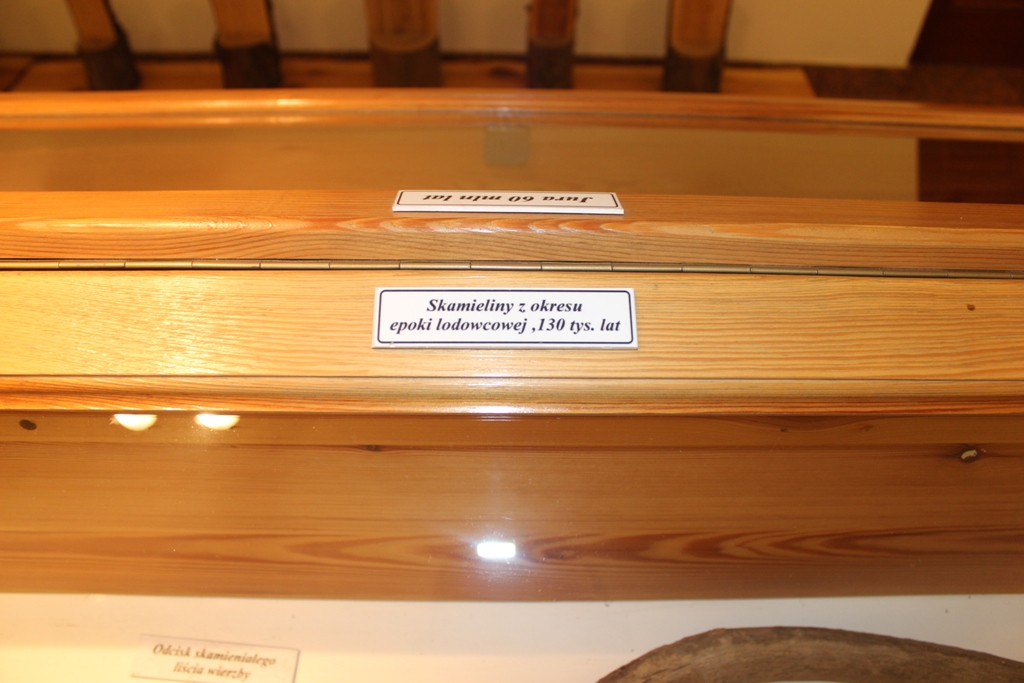 Jura 60 mln lat
Skamieliny z okresu
epoki lodowcowej ,130 tys. lat
Odcisk skamieniałego
liścia wierzby